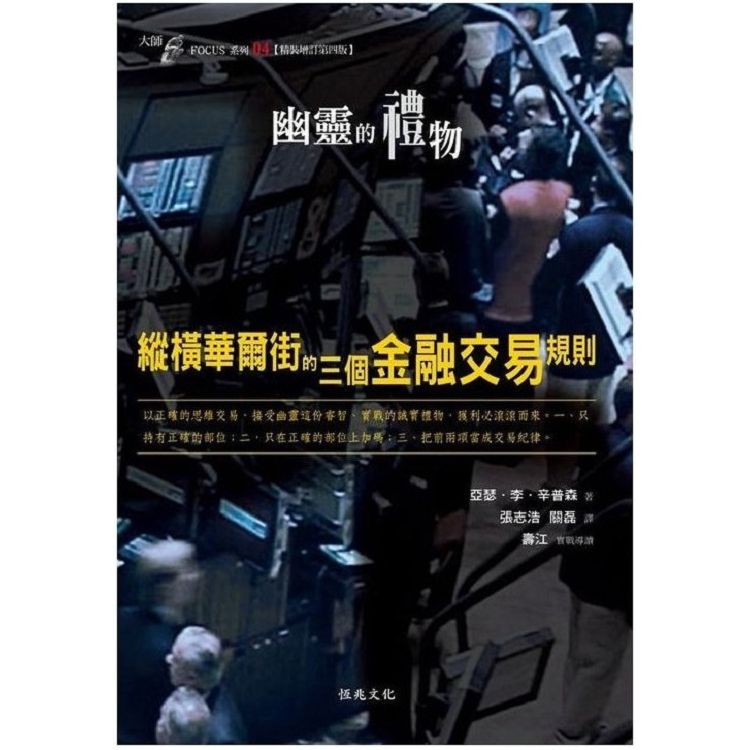 大師 FOCUS 系列 04【精裝增訂第四版】
幽靈的禮物
縱橫華爾街的三個金融交易規則
以正確的思維交易，接受幽靈這份睿智、實戰的誠實禮物，獲利必滾滾而來。一、只
持有正確的部位；二、只在正確的部位上加碼；三、把前兩項當成交易紀律。
亞瑟・李・辛普森 著
張志浩 關磊 譯
壽江 實戰導讀
恆兆文化